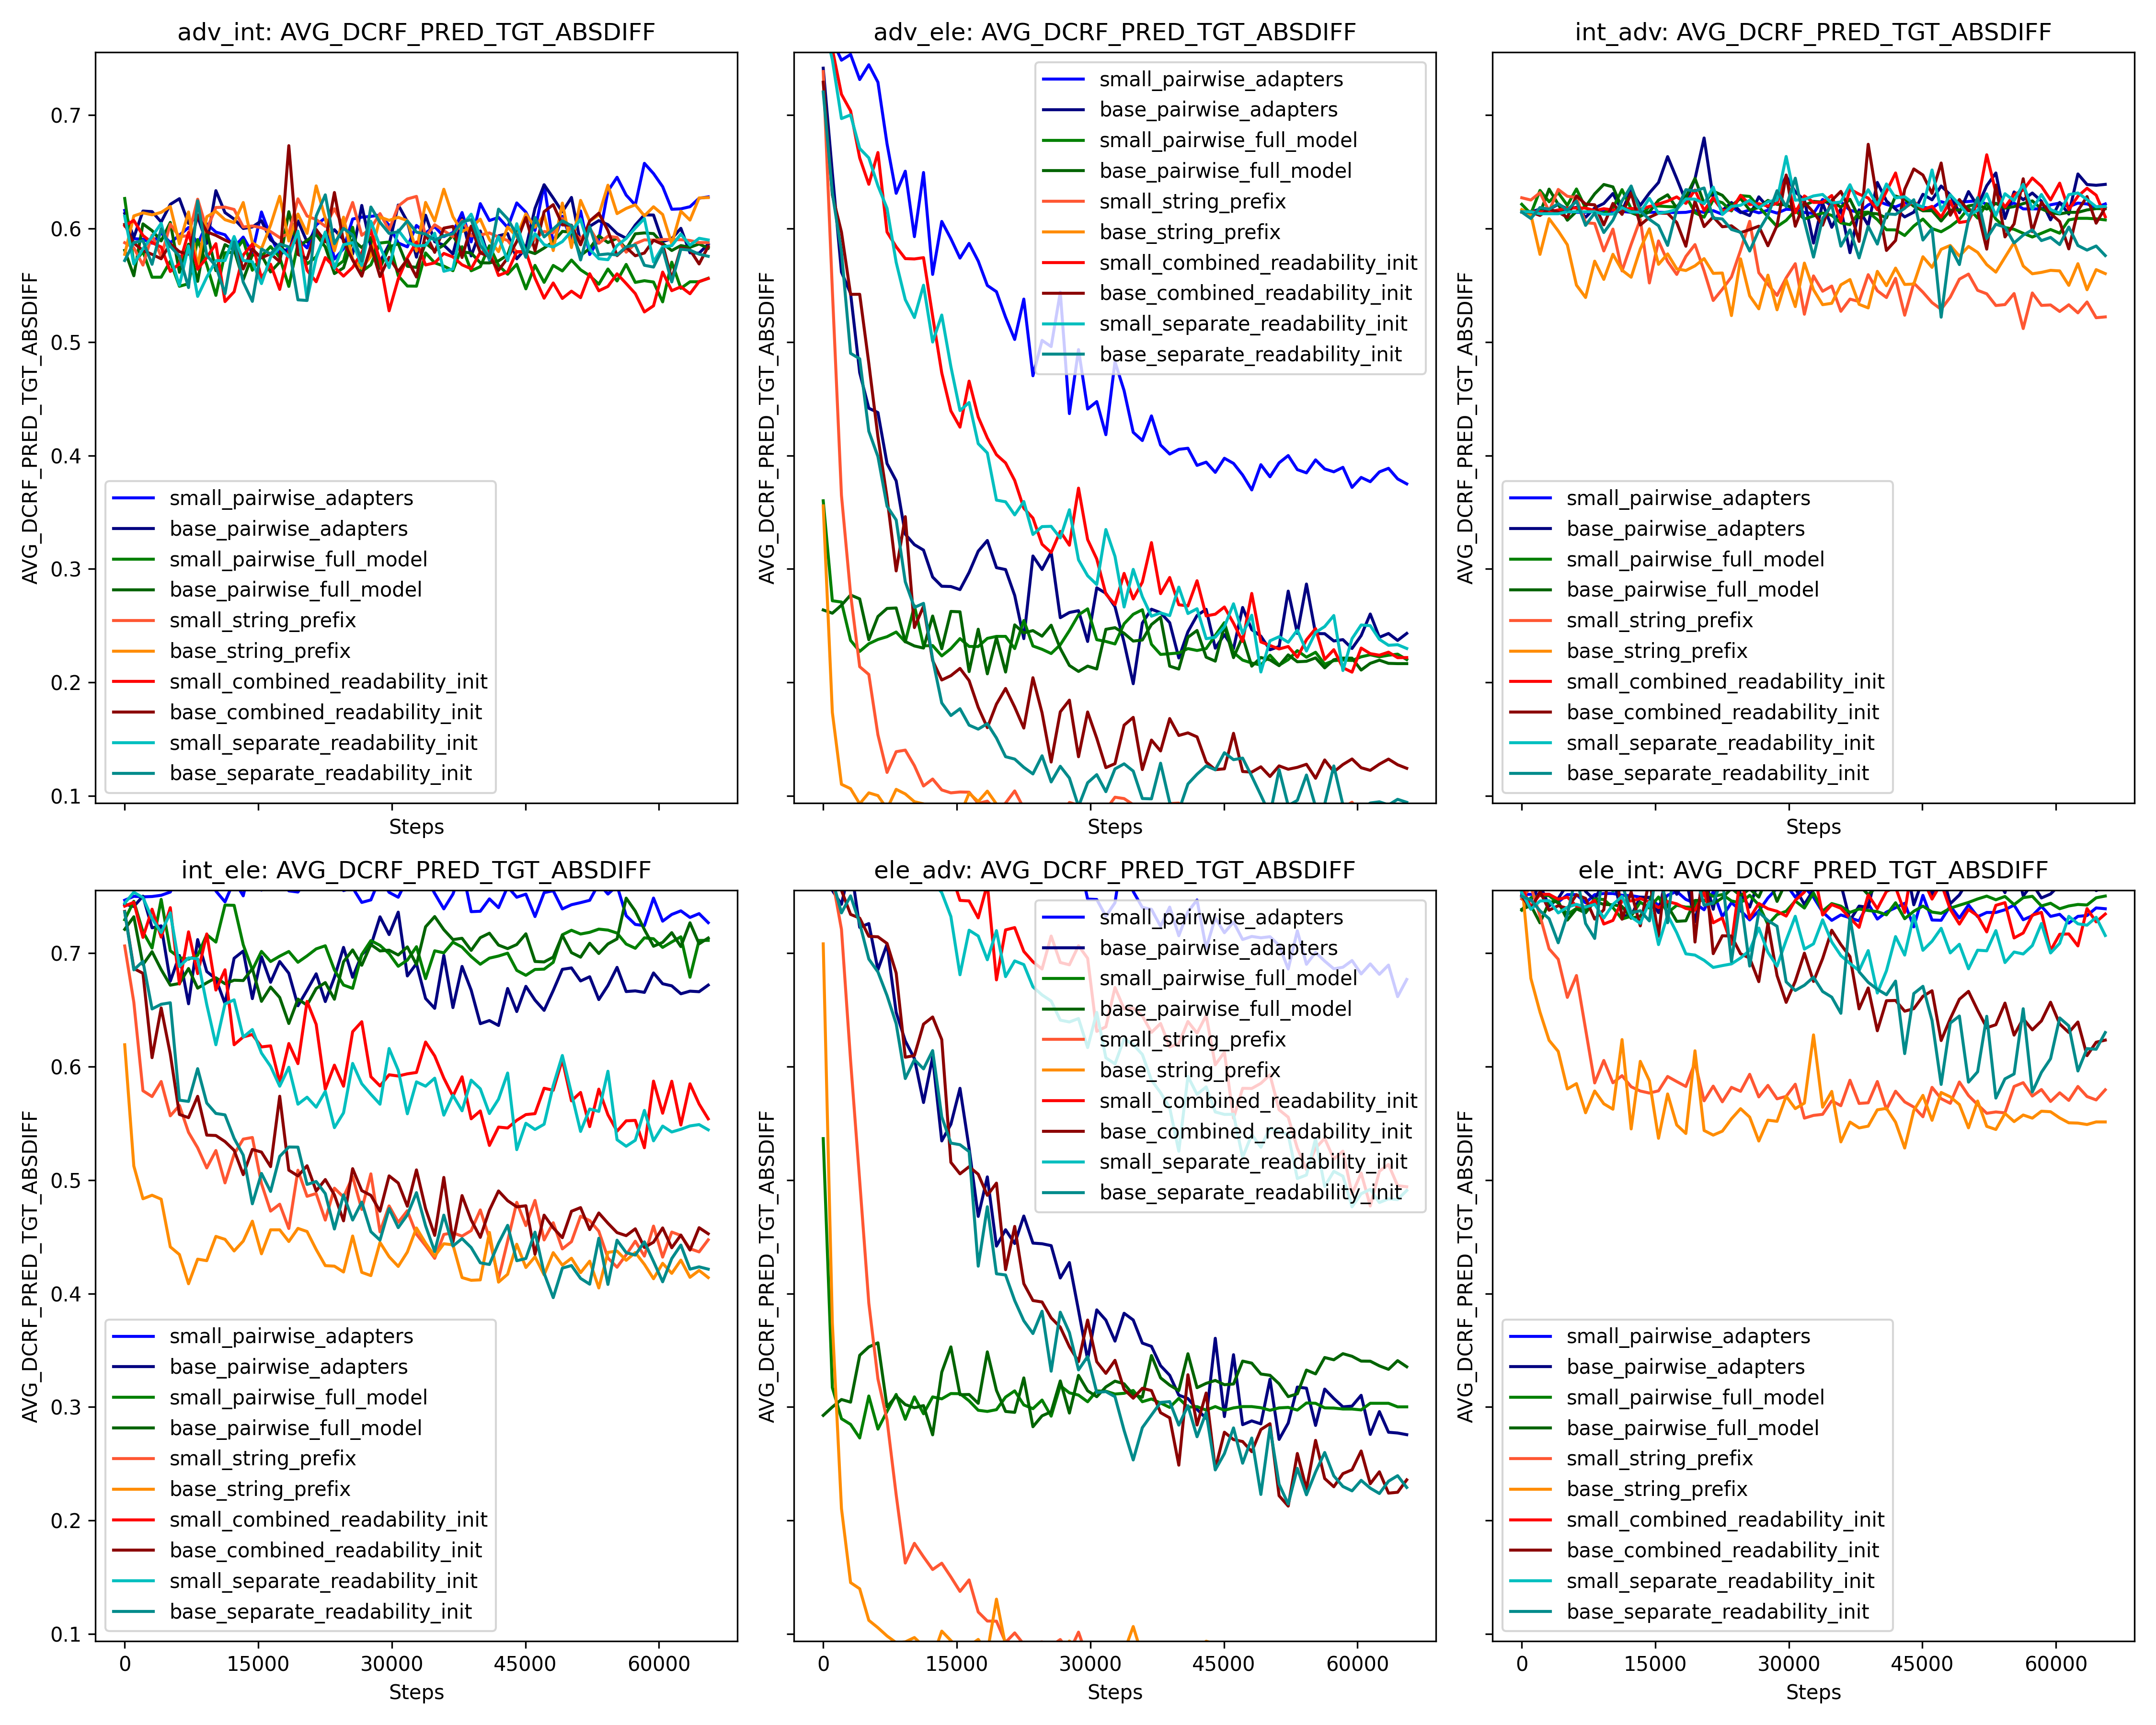 adv_int: AVG_DCRF_PRED_TGT_ABSDIFF
AVG_DCRF_PRED_TGT_ABSDIFF
0.7
0.6
0.5
0.4
0.3
0.2
0.1
small_pairwise_adapters
base_pairwise_adapters
small_pairwise_full_model
base_pairwise_full_model
small_string_prefix
base_string_prefix
small_combined_readability_init
base_combined_readability_init
small_separate_readability_init
base_separate_readability_init
Steps
adv_ele: AVG_DCRF_PRED_TGT_ABSDIFF
AVG_DCRF_PRED_TGT_ABSDIFF
small_pairwise_adapters
base_pairwise_adapters
small_pairwise_full_model
base_pairwise_full_model
small_string_prefix
base_string_prefix
small_combined_readability_init
base_combined_readability_init
small_separate_readability_init
base_separate_readability_init
Steps
int_adv: AVG_DCRF_PRED_TGT_ABSDIFF
AVG_DCRF_PRED_TGT_ABSDIFF
small_pairwise_adapters
base_pairwise_adapters
small_pairwise_full_model
base_pairwise_full_model
small_string_prefix
base_string_prefix
small_combined_readability_init
base_combined_readability_init
small_separate_readability_init
base_separate_readability_init
Steps
int_ele: AVG_DCRF_PRED_TGT_ABSDIFF
AVG_DCRF_PRED_TGT_ABSDIFF
0.7
0.6
0.5
0.4
0.3
0.2
0.1
small_pairwise_adapters
base_pairwise_adapters
small_pairwise_full_model
base_pairwise_full_model
small_string_prefix
base_string_prefix
small_combined_readability_init
base_combined_readability_init
small_separate_readability_init
base_separate_readability_init
0 15000 30000 45000 60000
Steps
ele_adv: AVG_DCRF_PRED_TGT_ABSDIFF
AVG_DCRF_PRED_TGT_ABSDIFF
small_pairwise_adapters
base_pairwise_adapters
small_pairwise_full_model
base_pairwise_full_model
small_string_prefix
base_string_prefix
small_combined_readability_init
base_combined_readability_init
small_separate_readability_init
base_separate_readability_init
0 15000 30000 45000 60000
Steps
ele_int: AVG_DCRF_PRED_TGT_ABSDIFF
AVG_DCRF_PRED_TGT_ABSDIFF
small_pairwise_adapters
base_pairwise_adapters
small_pairwise_full_model
base_pairwise_full_model
small_string_prefix
base_string_prefix
small_combined_readability_init
base_combined_readability_init
small_separate_readability_init
base_separate_readability_init
0 15000 30000 45000 60000
Steps